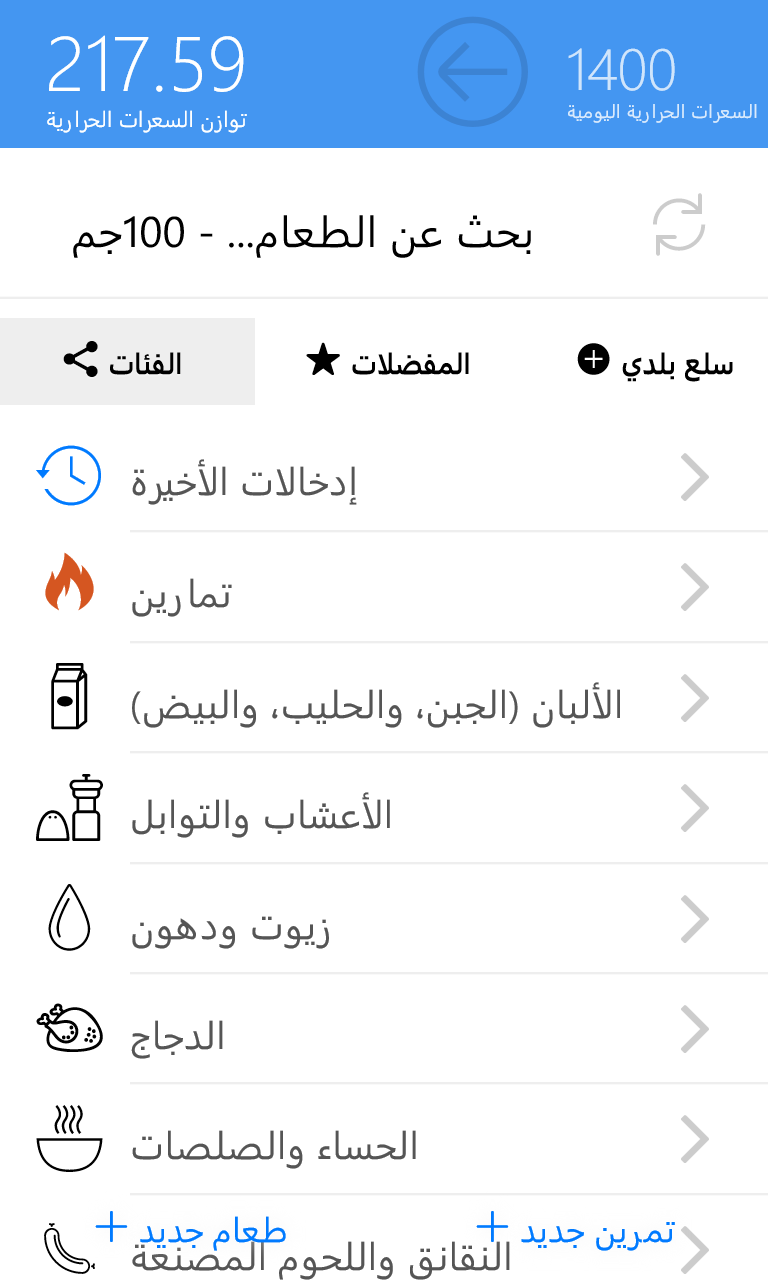 217.59
توازن السعرات الحرارية
1400
السعرات الحرارية اليومية
بحث عن الطعام... - 100جم
الفئات
المفضلات
سلع بلدي
إدخالات الأخيرة
تمارين
الألبان (الجبن، والحليب، والبيض)
الأعشاب والتوابل
زيوت ودهون
الدجاج
الحساء والصلصات
النقانق واللحوم المصنعة
طعام جديد
تمرين جديد